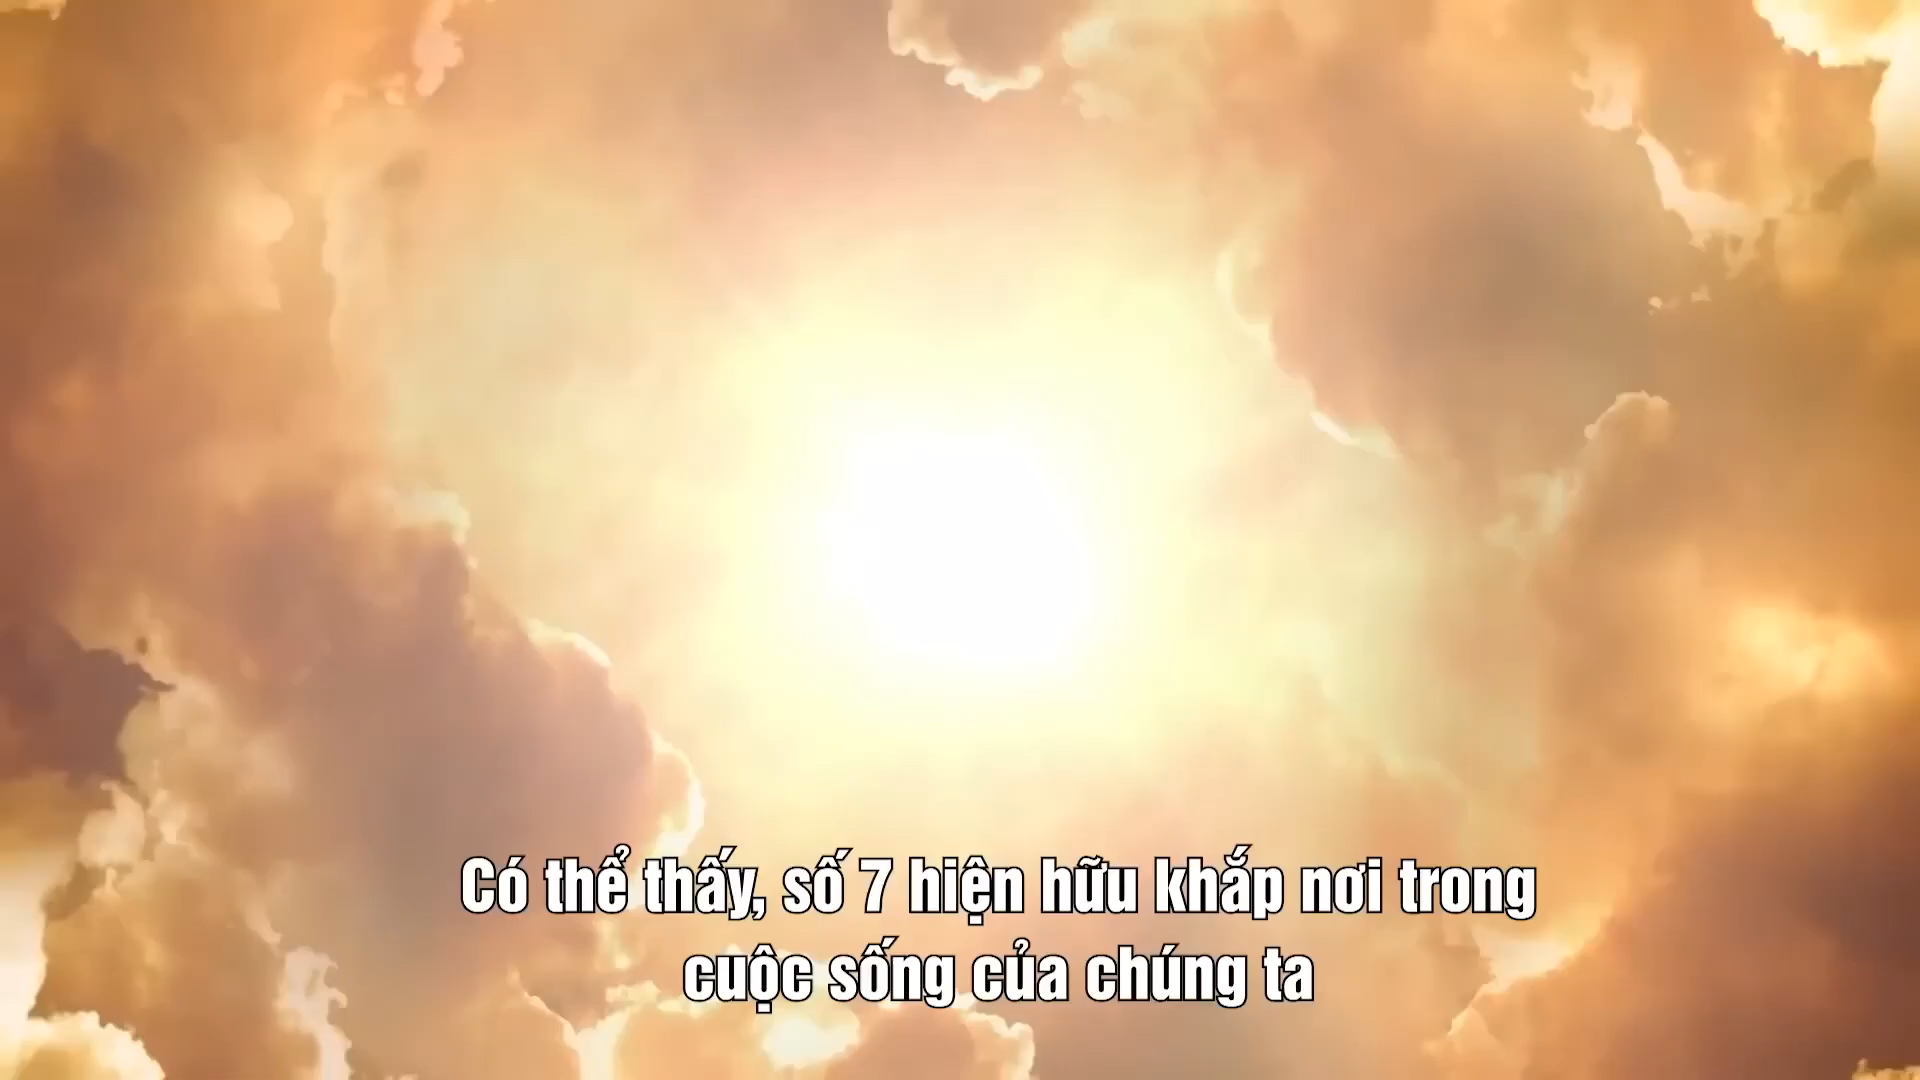 Có thể thấy, số 7 hiện hữu khắp nơi trong
cuộc sống của chúng ta